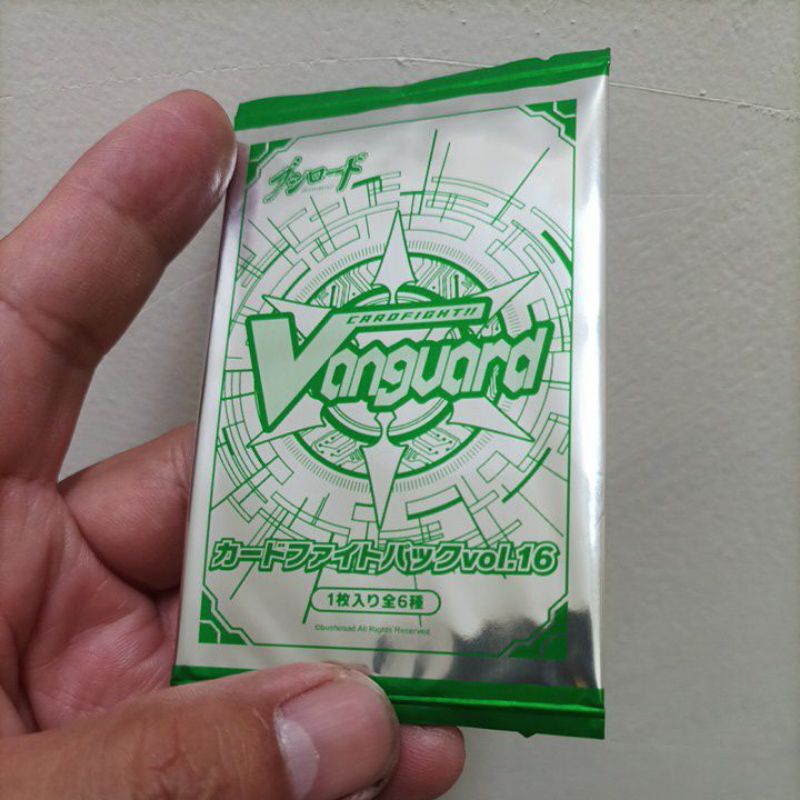 ブシロード
CARDFIGHT!!
Vanguard
カードファイトパックvol.16
1枚入り全6種
©bushiroad All Rights Reserved